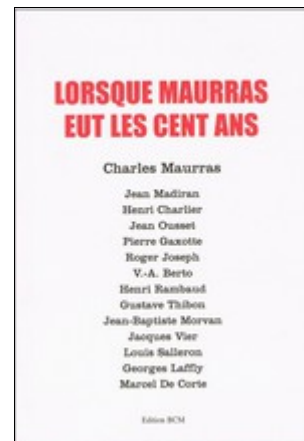 LORSQUE MAURRAS
EUT LES CENT ANS
Charles Maurras
Jean Madiran
Henri Charlier
Jean Ousset
Pierre Gaxotte
Roger Joseph
V.-A. Berto
Henri Rambaud
Gustave Thibon
Jean-Baptiste Morvan
Jacques Vier
Louis Salleron
Georges Laffly
Marcel De Corte
Edition BCM